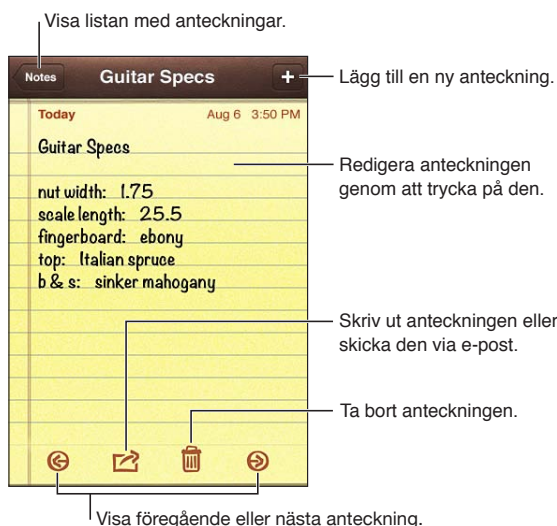 Visa listan med anteckningar.
Notes
Guitar Specs
+
Lägg till en ny anteckning.
Today
Aug 6 3:50 PM
Guitar Specs
Redigera anteckningen
genom att trycka på den.
nut width: 1.75
scale length: 25.5
fingerboard: ebony
top: Italian spruce
b & s: sinker mahogany
Skriv ut anteckningen eller
skicka den via e-post.
Ta bort anteckningen.
Visa föregående eller nästa anteckning.